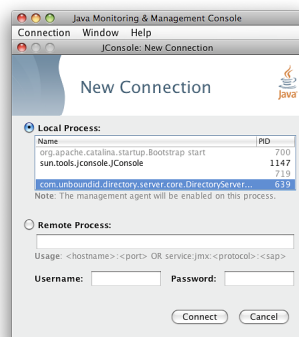 Java Monitoring & Management Console
Connection Window Help
JConsole: New Connection
New Connection
Java
Local Process:
Name PID
org.apache.catalina.startup.Bootstrap start 700
sun.tools.jconsole.JConsole 1147
719
com.unboundid.directory.server.core.DirectoryServer... 639
Note: The management agent will be enabled on this process.
Remote Process:
Usage: <hostname>:<port> OR service:jmx:<protocol>:<sap>
Username: Password:
Connect Cancel